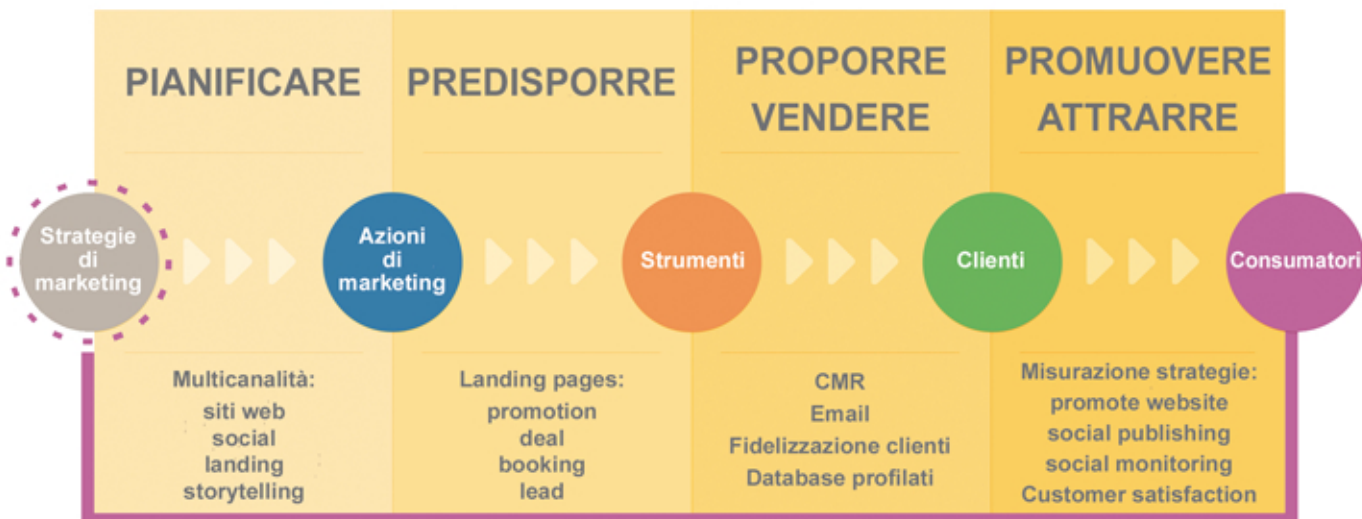 PIANIFICARE
PREDISPORRE
PROPORRE
VENDERE
PROMUOVERE
ATTRARRE
Strategie
di
marketing
Azioni
di
marketing
Strumenti
Clienti
Consumatori
Multicanalità:
siti web
social
landing
storytelling
Landing pages:
promotion
deal
booking
lead
CMR
Email
Fidelizzazione clienti
Database profilati
Misurazione strategie:
promote website
social publishing
social monitoring
Customer satisfaction